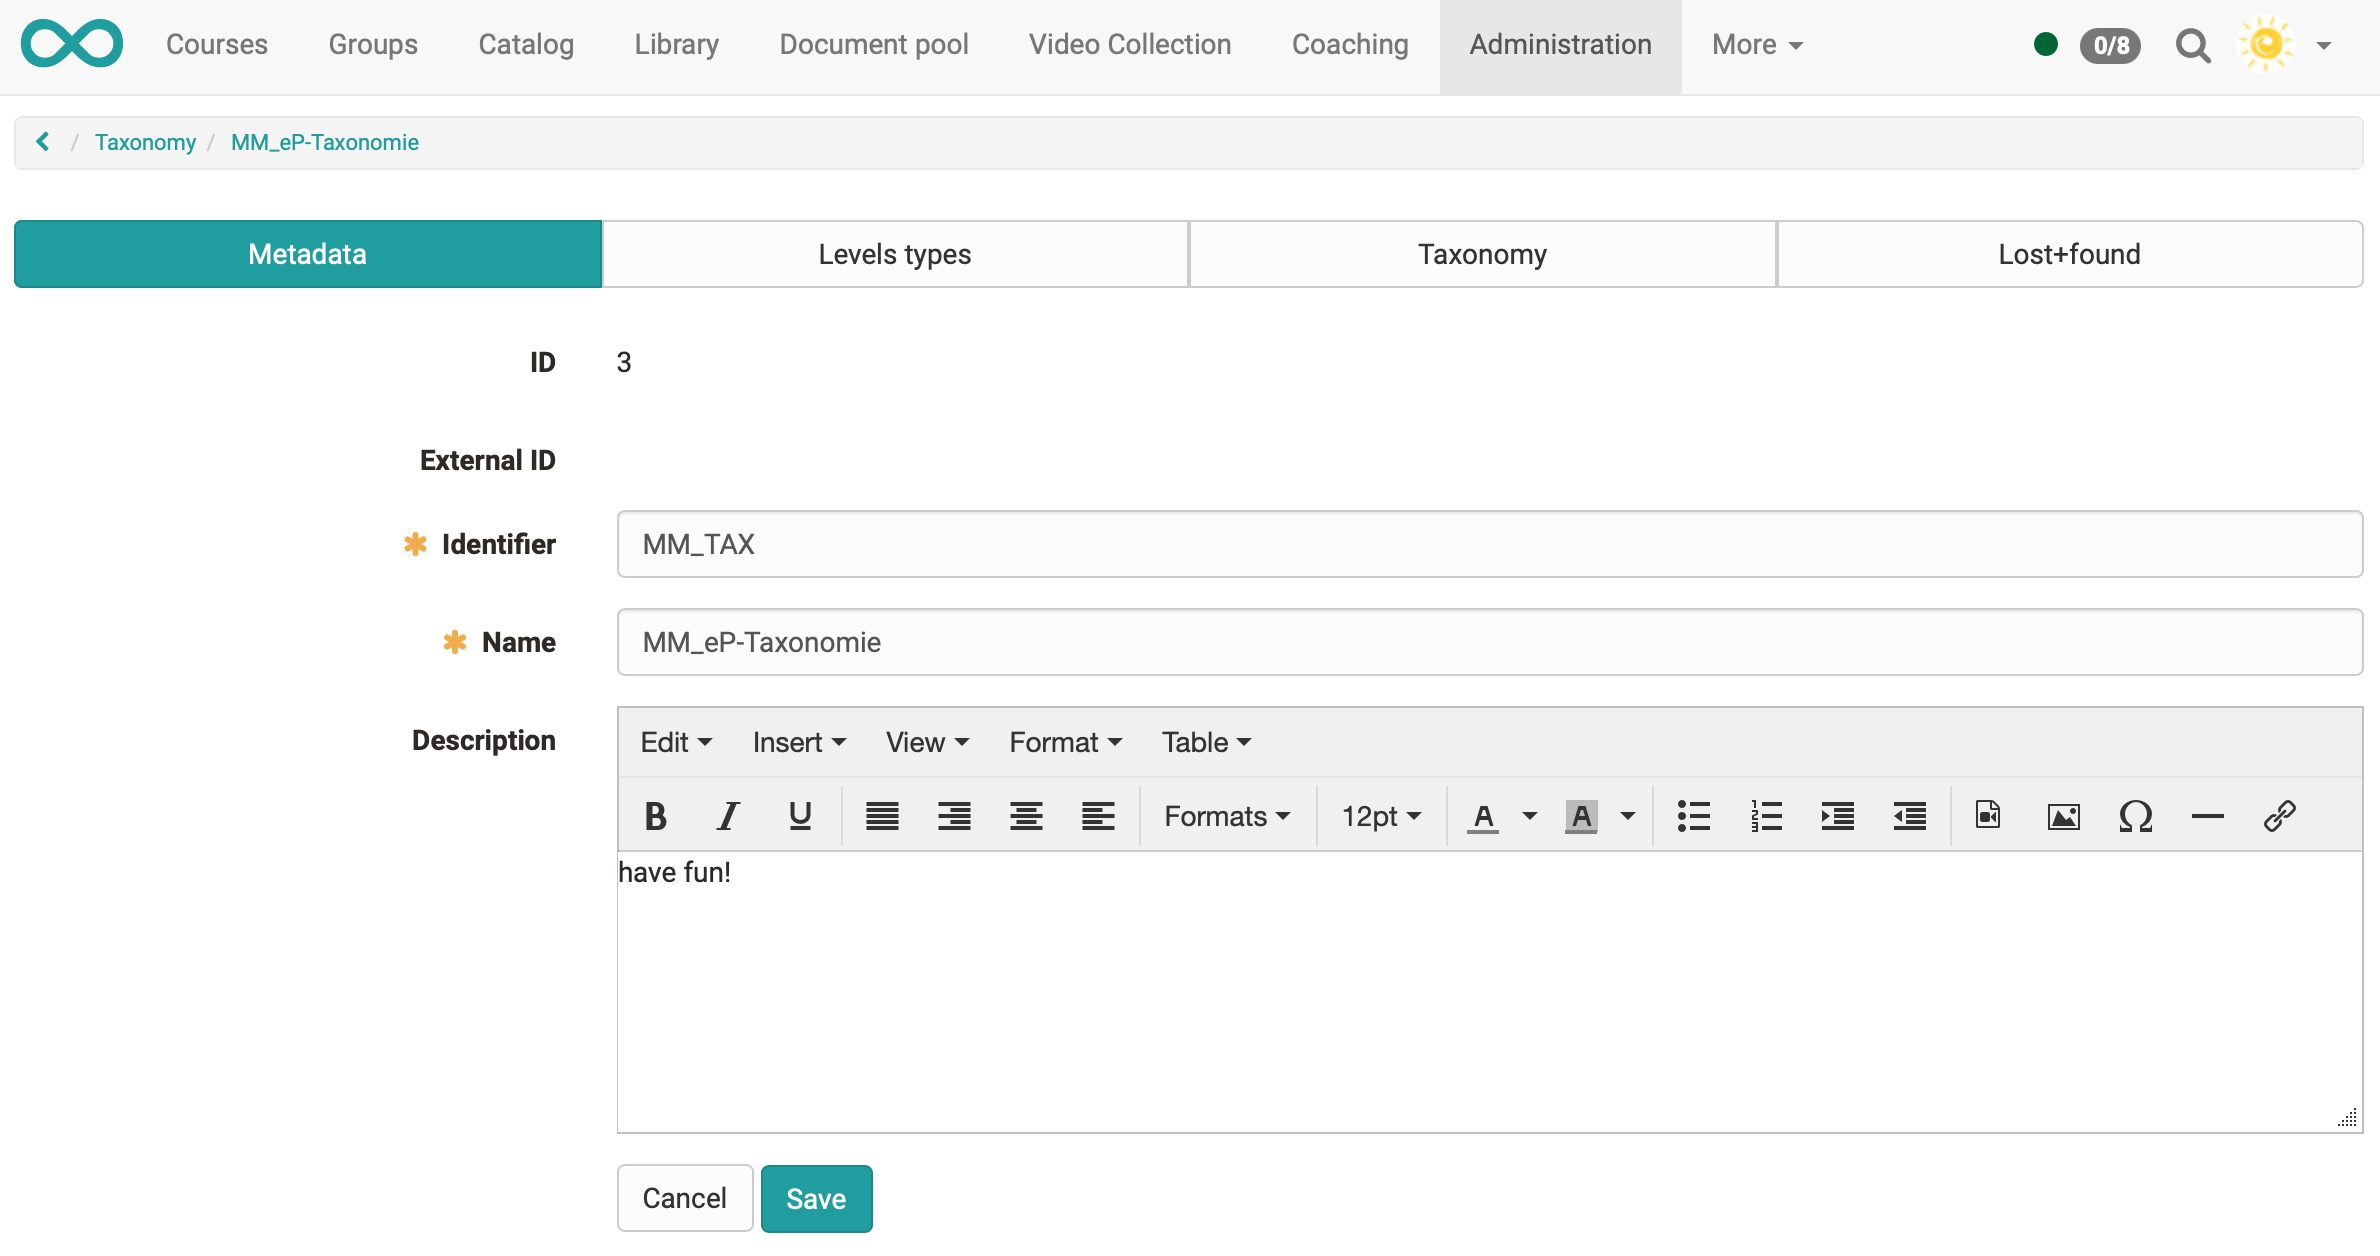 Courses Groups Catalog Library Document pool Video Collection Coaching Administration More 0/8
/ Taxonomy / MM_eP-Taxonomie
Metadata Levels types Taxonomy Lost+found
ID 3
External ID
Identifier MM_TAX
Name MM_eP-Taxonomie
Description Edit Insert View Format Table
B I U Formats 12pt A A Ω
have fun!
Cancel Save